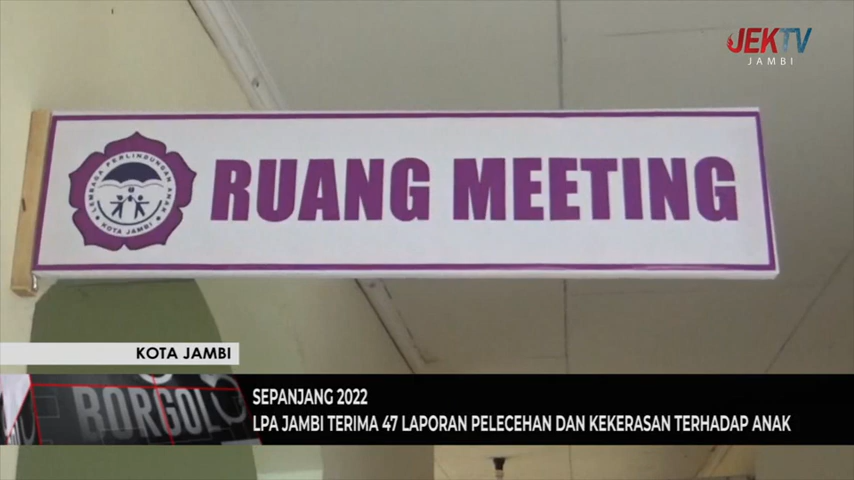 JEKTV
JAMBI
LEMBAGA PERLINDUNGAN ANAK
KOTA JAMBI
RUANG MEETING
KOTA JAMBI
BORGOL
SEPANJANG 2022
LPA JAMBI TERIMA 47 LAPORAN PELECEHAN DAN KEKERASAN TERHADAP ANAK